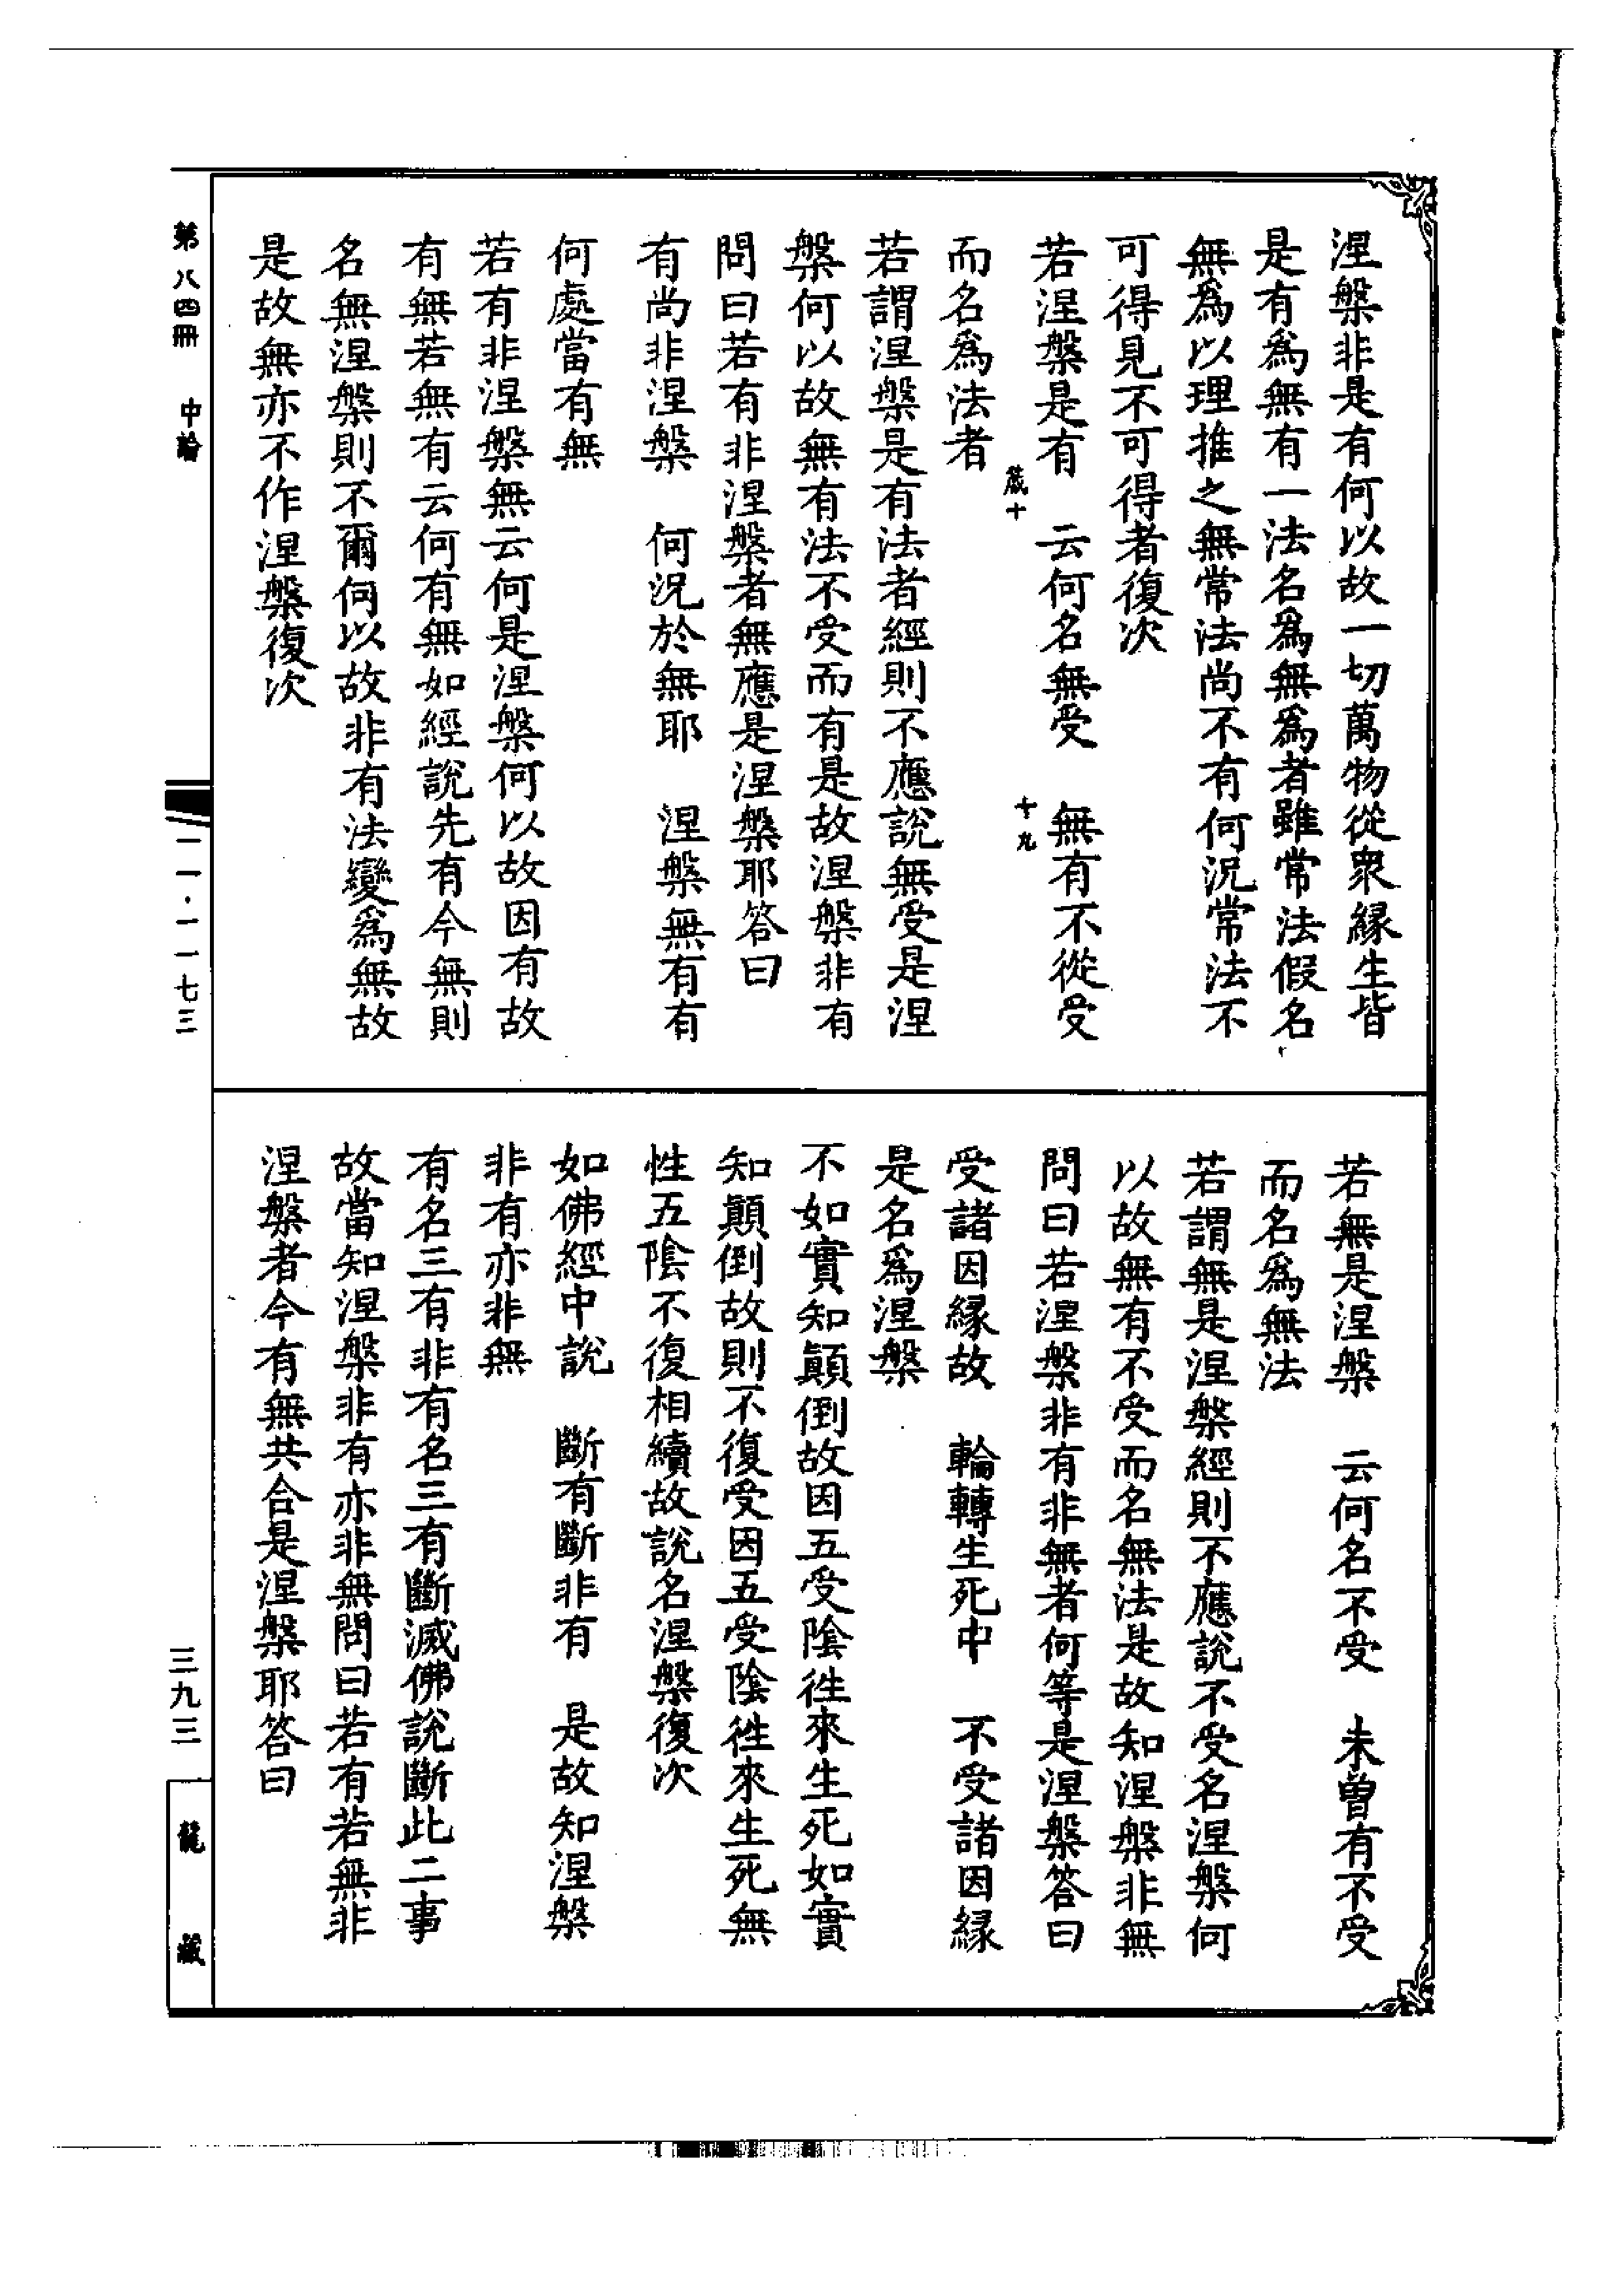 涅槃非是有何以故一切萬物從衆緣生皆
是有爲無有一法名爲無爲者雖常法假名
無爲以理推之無常法尚不有何況常法不
可得見不可得者復次
若涅槃是有　云何名無受　無有不從受
箴十　十九
而名爲法者
若謂涅槃是有法者經則不應說無受是涅
槃何以故無有法不受而有是故涅槃非有
問曰若有非涅槃者無應是涅槃耶答曰
有尚非涅槃　何況於無耶　涅槃無有有
何處當有無
若有非涅槃無云何是涅槃何以故因有故
有無若無有云何有無如經說先有今無則
名無涅槃則不爾何以故非有法變爲無故
是故無亦不作涅槃復次
若無是涅槃　云何名不受　未曾有不受
而名爲無法
若謂無是涅槃經則不應說不受名涅槃何
以故無有不受而名無法是故知涅槃非無
問曰若涅槃非有非無者何等是涅槃答曰
受諸因緣故　輪轉生死中　不受諸因緣
是名爲涅槃
不如實知顚倒故因五受陰徃來生死如實
知顚倒故則不復受因五受陰徃來生死無
性五陰不復相續故說名涅槃復次
如佛經中說　斷有斷非有　是故知涅槃
非有亦非無
有名三有非有名三有斷滅佛說斷此二事
故當知涅槃非有亦非無問曰若有若無非
涅槃者今有無共合是涅槃耶答曰
第八四冊　中論
一一·一一七三
三九三
龍藏